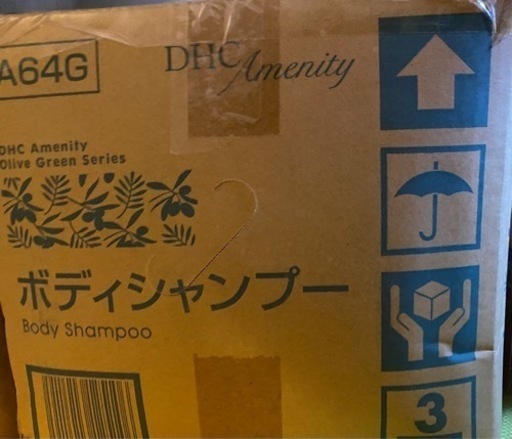 A64G
DHC Amenity
DHC Amenity
Olive Green Series
ボディシャンプー
Body Shampoo
3